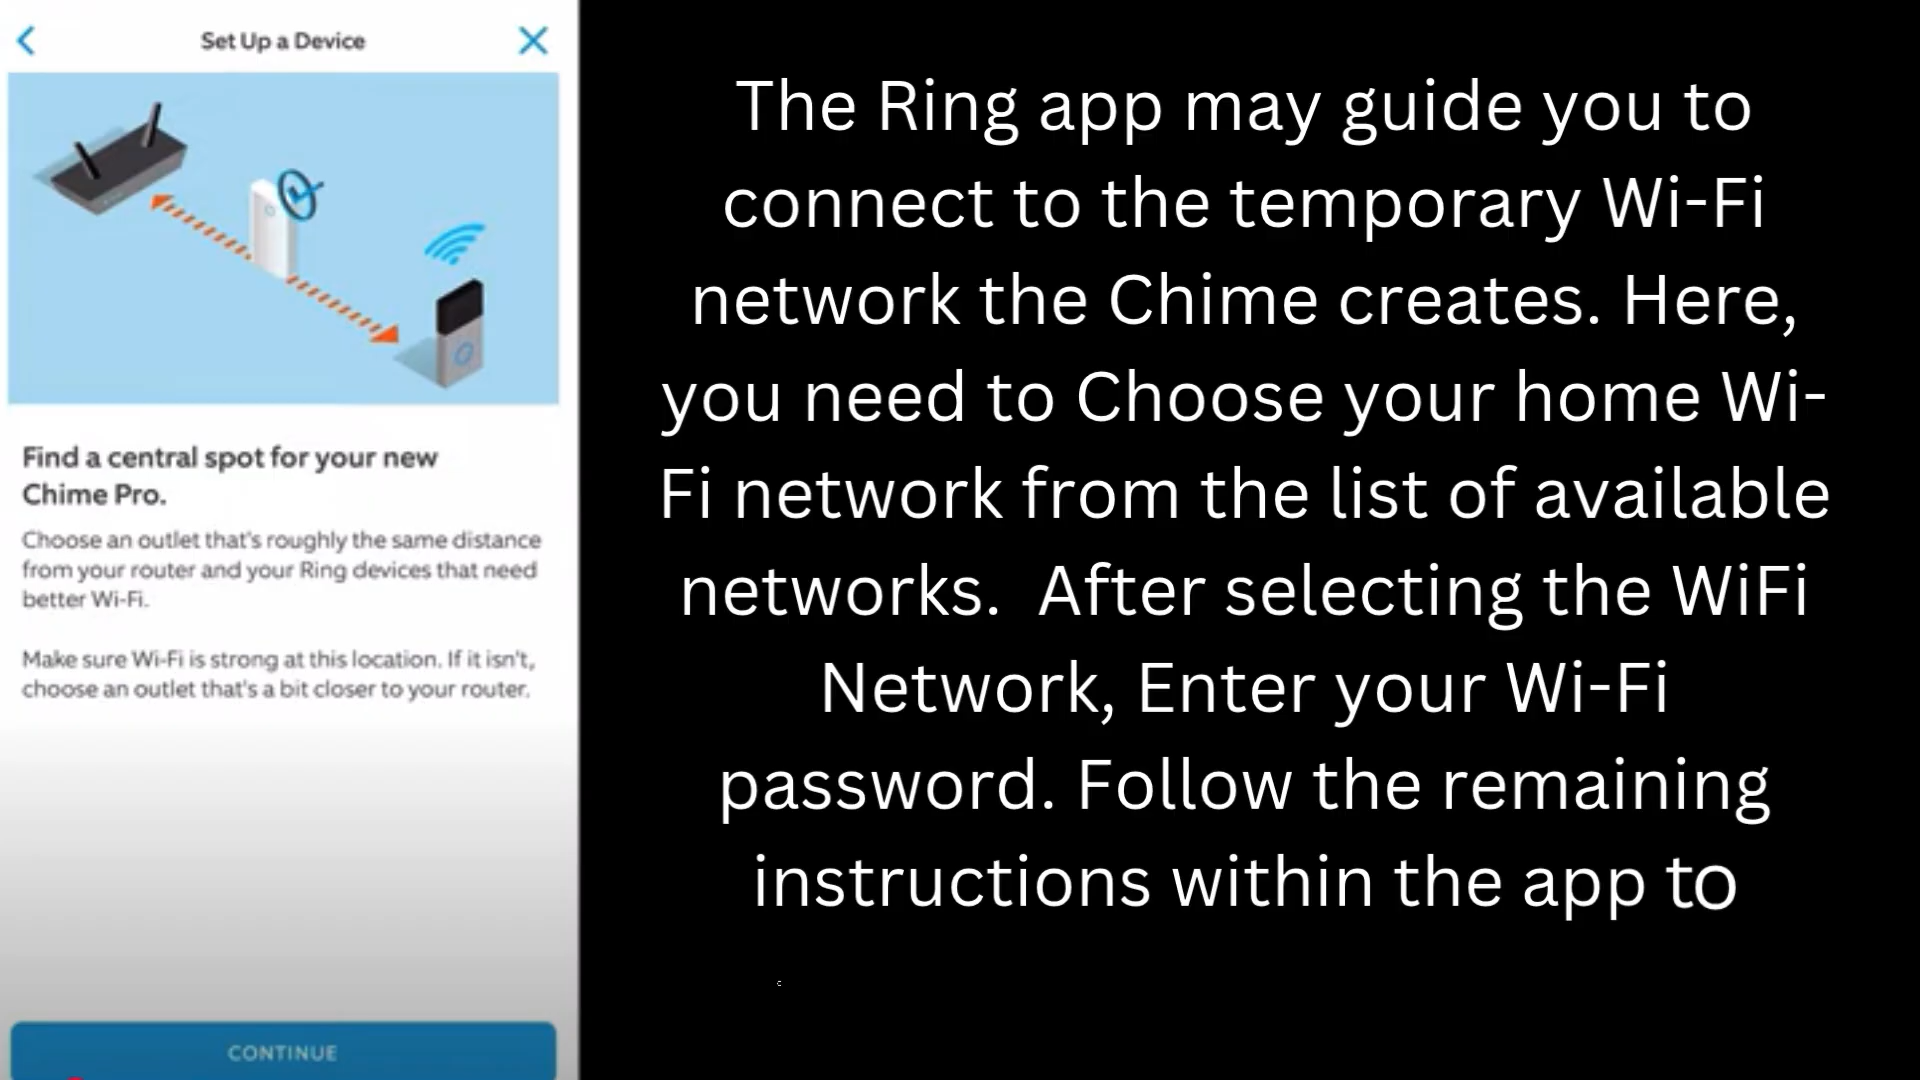 Set Up a Device
Find a central spot for your new
Chime Pro.
Choose an outlet that's roughly the same distance
from your router and your Ring devices that need
better Wi-Fi.
Make sure Wi-Fi is strong at this location. If it isn't,
choose an outlet that's a bit closer to your router.
CONTINUE
The Ring app may guide you to
connect to the temporary Wi-Fi
network the Chime creates. Here,
you need to Choose your home Wi-
Fi network from the list of available
networks.  After selecting the WiFi
Network, Enter your Wi-Fi
password. Follow the remaining
instructions within the app to
c